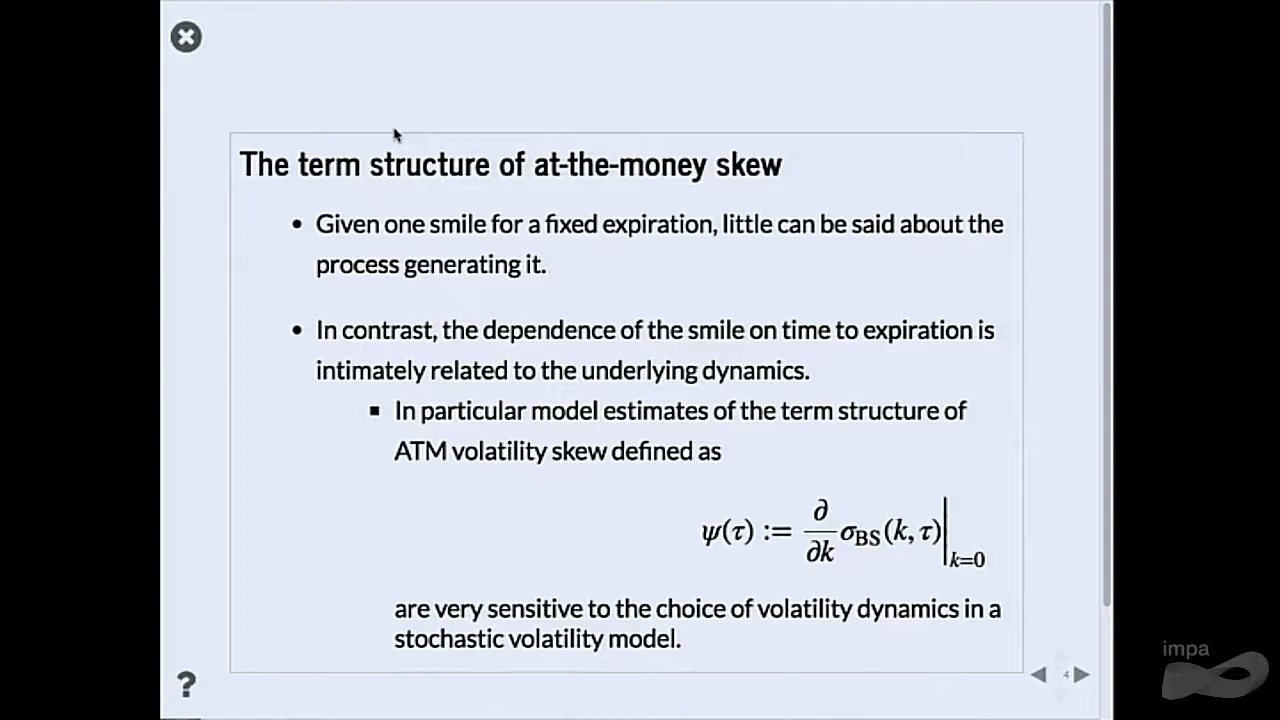 The term structure of at-the-money skew
• Given one smile for a fixed expiration, little can be said about the
process generating it.
• In contrast, the dependence of the smile on time to expiration is
intimately related to the underlying dynamics.
▪ In particular model estimates of the term structure of
ATM volatility skew defined as
ψ(τ) := ∂/∂k σ_BS(k, τ)|_{k=0}
are very sensitive to the choice of volatility dynamics in a
stochastic volatility model.
?
4
impa